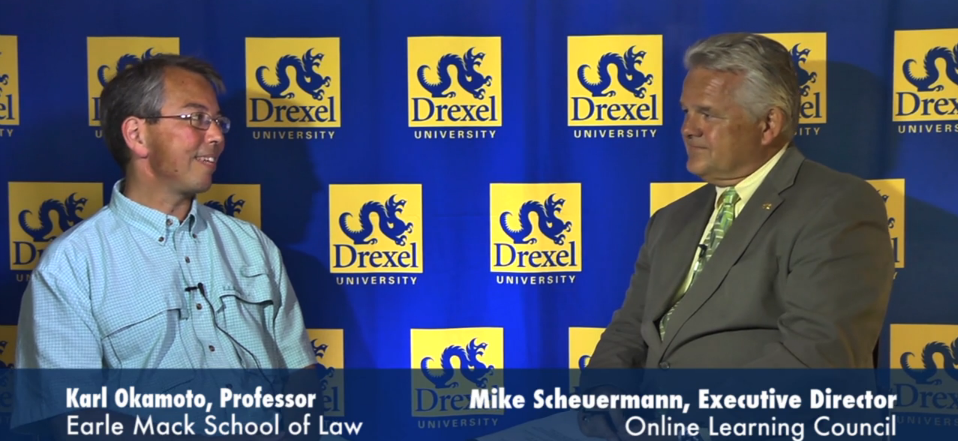 Drexel
UNIVERSITY
Drexel
UNIVERSITY
Drexel
UNIVERSITY
Drexel
UNIVERSITY
Drexel
UNIVERSITY
Drexel
Karl Okamoto, Professor
Earle Mack School of Law
Mike Scheuermann, Executive Director
Online Learning Council